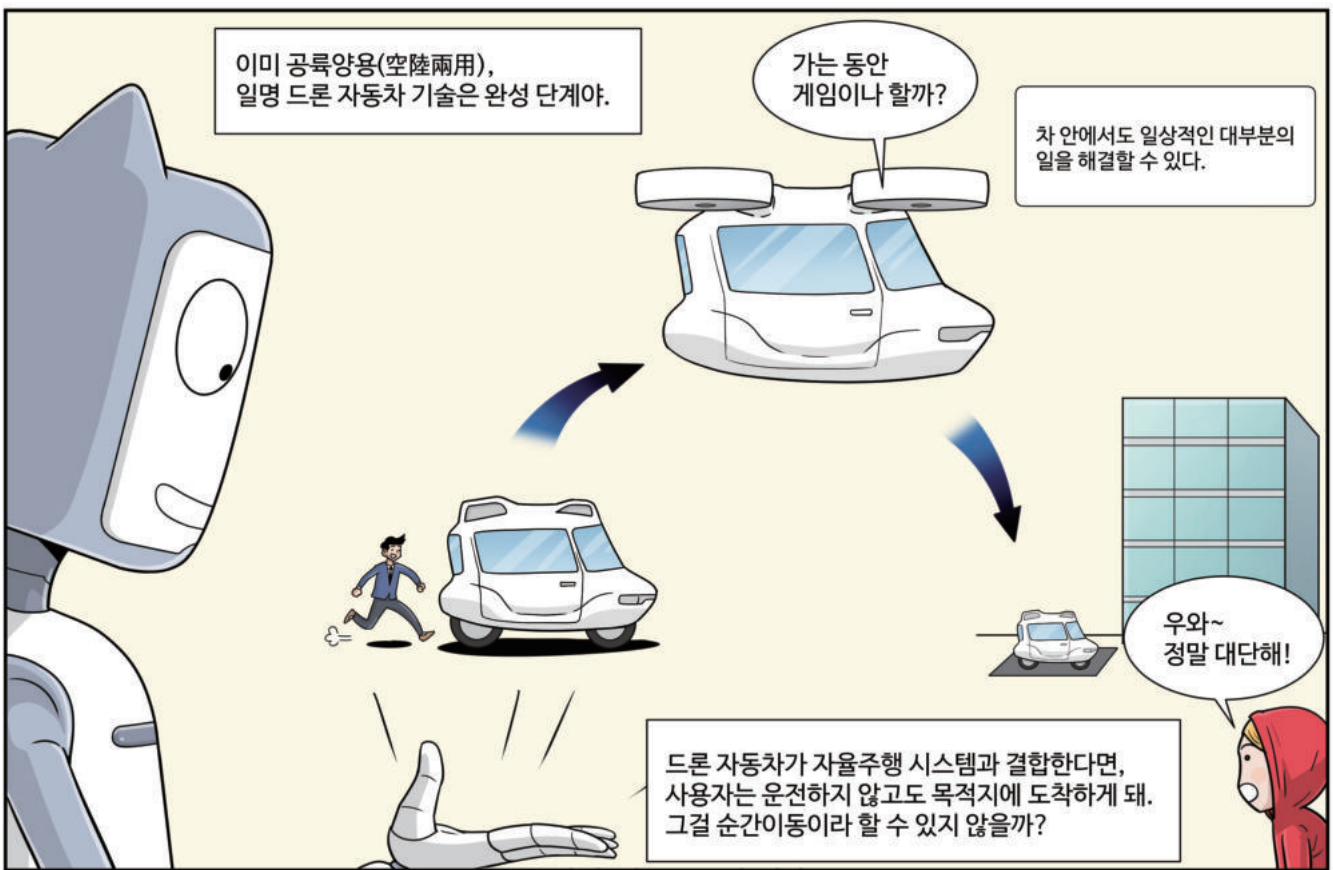 이미 공륙양용(空陸兩用),
일명 드론 자동차 기술은 완성 단계야.
가는 동안
게임이나 할까?
차 안에서도 일상적인 대부분의
일을 해결할 수 있다.
우와~
정말 대단해!
드론 자동차가 자율주행 시스템과 결합한다면,
사용자는 운전하지 않고도 목적지에 도착하게 돼.
그걸 순간이동이라 할 수 있지 않을까?